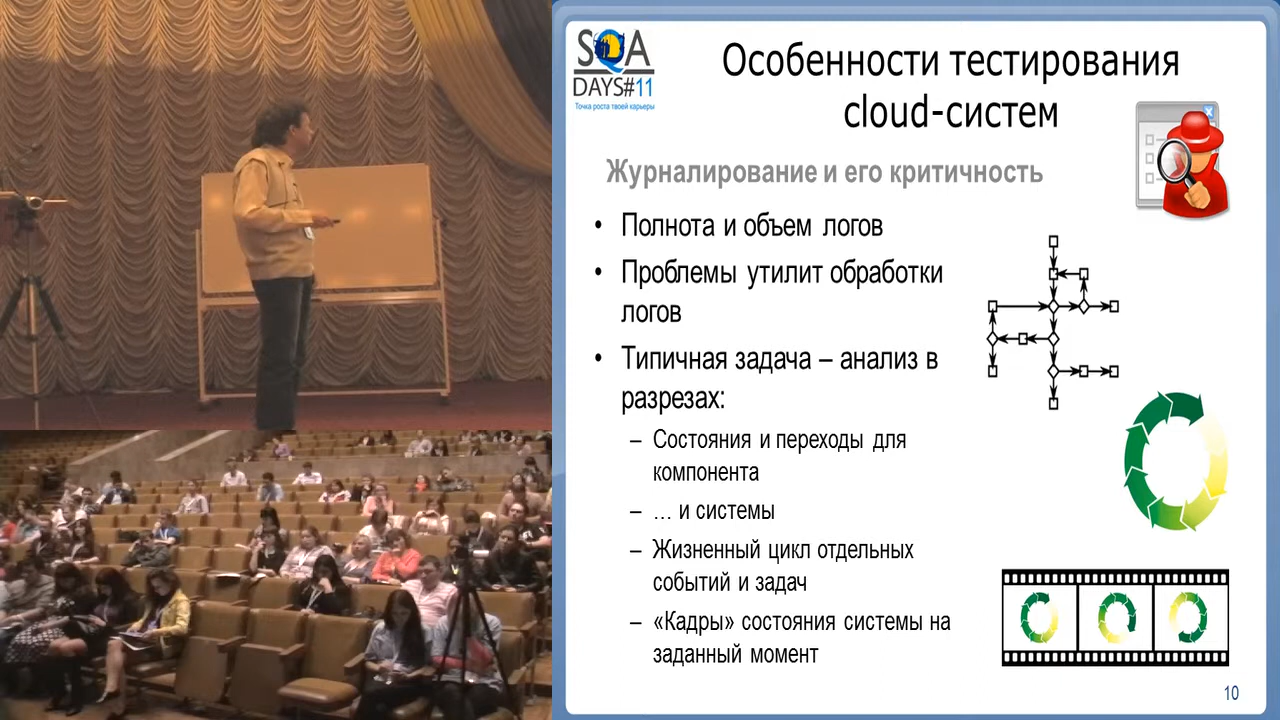 SQA
DAYS#11
Точка роста твоей карьеры
Особенности тестирования
cloud-систем
Журналирование и его критичность
• Полнота и объем логов
• Проблемы утилит обработки
логов
• Типичная задача – анализ в
разрезах:
– Состояния и переходы для
компонента
– … и системы
– Жизненный цикл отдельных
событий и задач
– «Кадры» состояния системы на
заданный момент
10